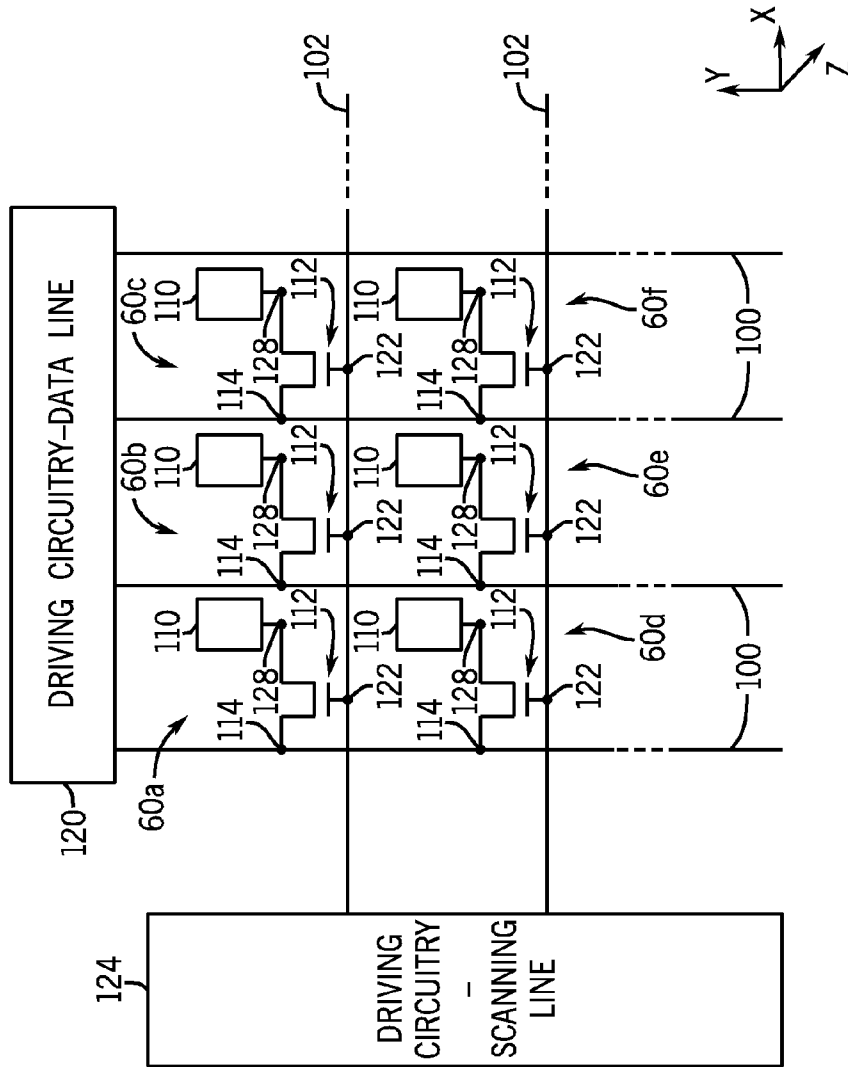 DRIVING CIRCUITRY-DATA LINE
120
60a
60b
60c
110
110
110
102
114
128
112
114
128
112
114
128
112
122
122
122
110
110
110
102
114
128
112
114
128
112
114
128
112
122
122
122
60d
60e
60f
100
100
124
DRIVING
CIRCUITRY
-
SCANNING
LINE
Y
X
Z